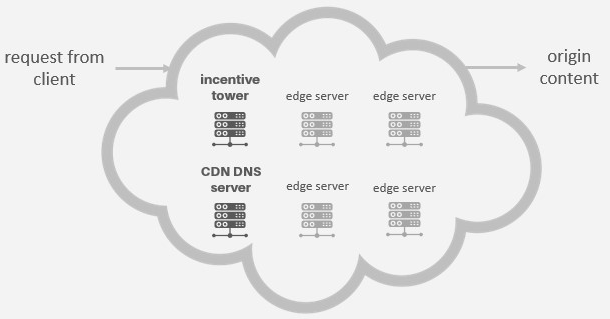 request from
client
origin
content
incentive
tower
edge server
edge server
CDN DNS
server
edge server
edge server